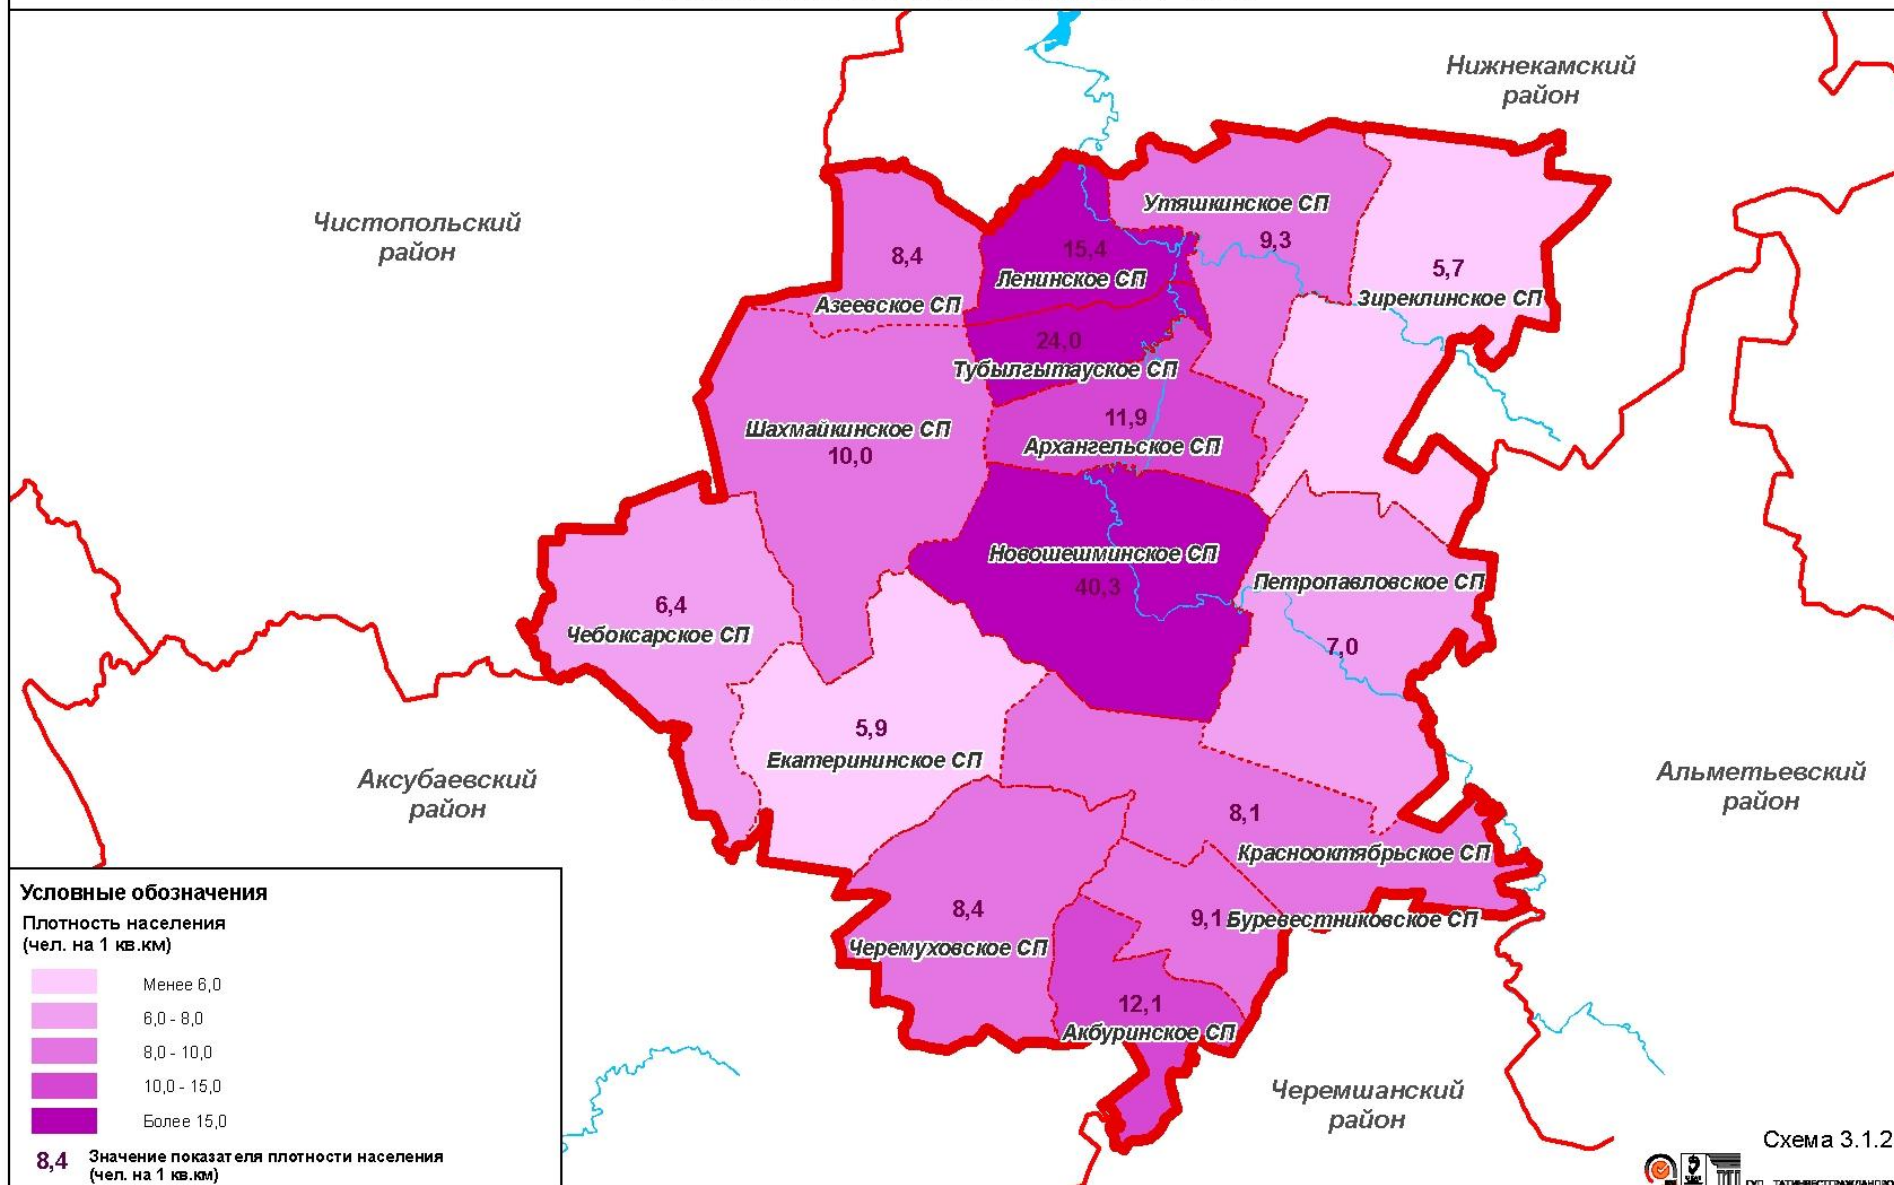 Нижнекамский
район
Чистопольский
район
Утяшкинское СП
9,3
15,4
Ленинское СП
8,4
Азеевское СП
5,7
Зиреклинское СП
24,0
Тубылгытауское СП
11,9
Архангельское СП
Шахмайкинское СП
10,0
Новошешминское СП
40,3
Петропавловское СП
7,0
6,4
Чебоксарское СП
5,9
Екатерининское СП
Аксубаевский
район
Альметьевский
район
8,1
Краснооктябрьское СП
8,4
Черемуховское СП
9,1
Буревестниковское СП
12,1
Акбуринское СП
Черемшанский
район
Условные обозначения
Плотность населения
(чел. на 1 кв.км)
Менее 6,0
6,0 - 8,0
8,0 - 10,0
10,0 - 15,0
Более 15,0
8,4 Значение показателя плотности населения
(чел. на 1 кв.км)
Схема 3.1.2